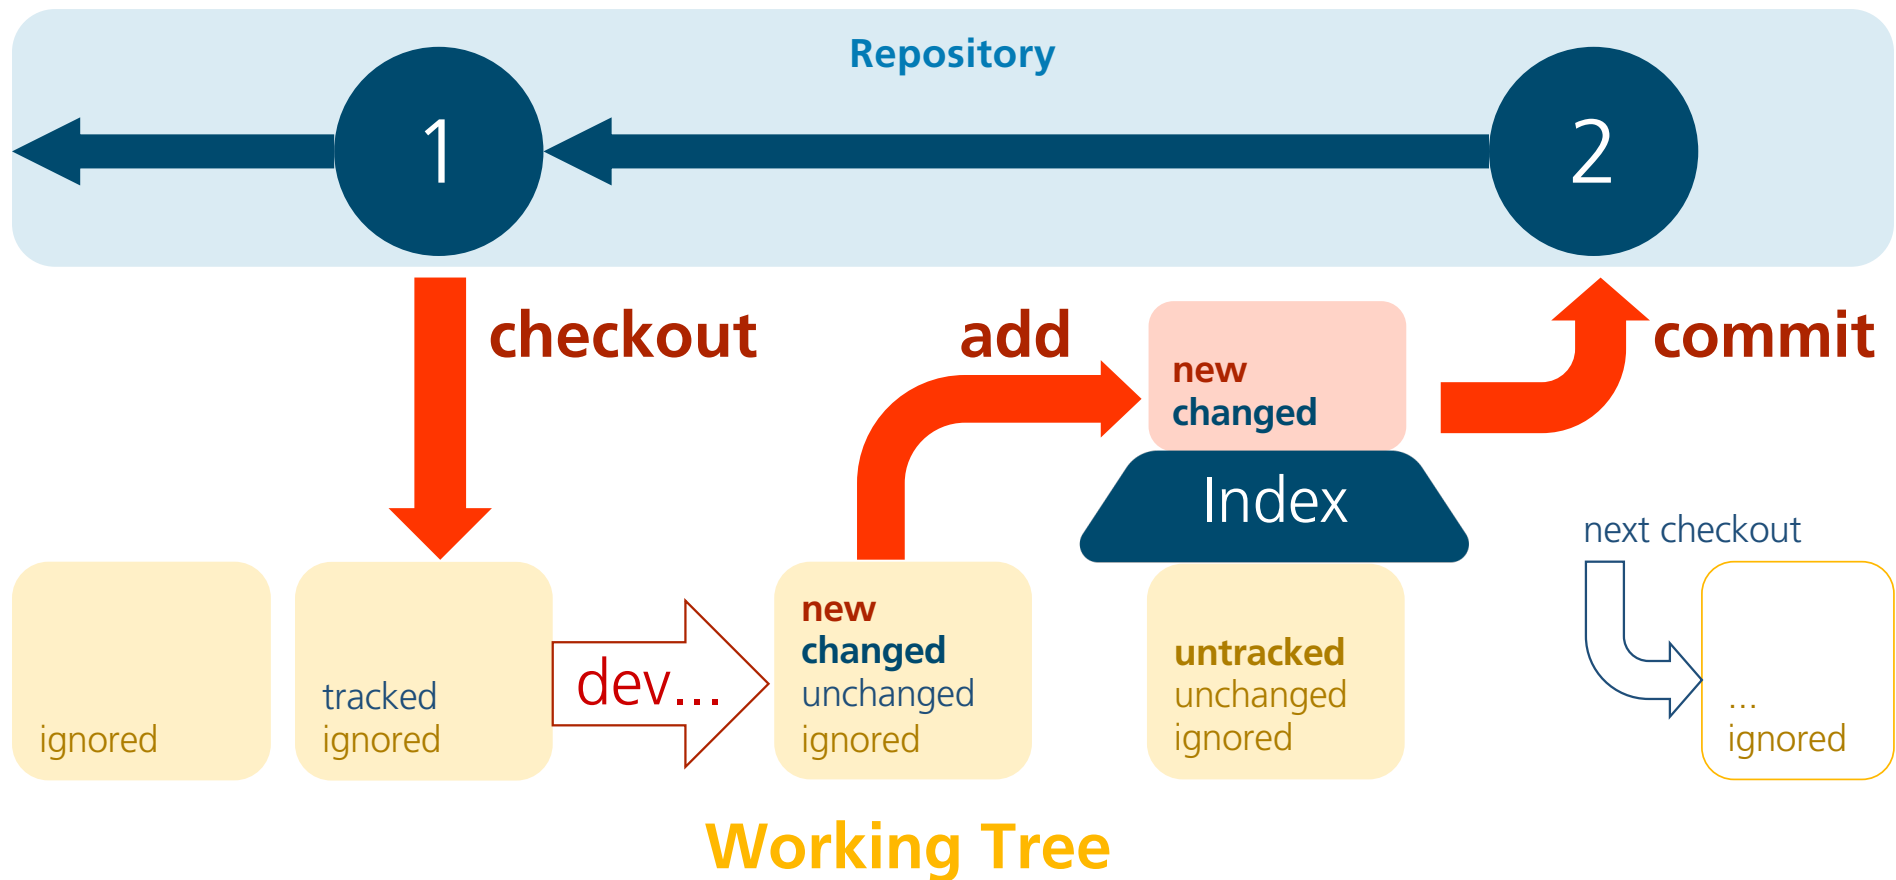 Repository
1
2
checkout
add
new
changed
commit
Index
next checkout
ignored
tracked
ignored
dev...
new
changed
unchanged
ignored
untracked
unchanged
ignored
...
ignored
Working Tree